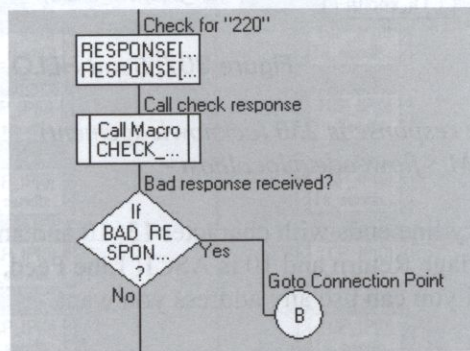 Check for "220"
RESPONSE[...
RESPONSE[...
Call check response
Call Macro
CHECK_...
Bad response received?
If
BAD RE
SPON...
?
Yes
No
Goto Connection Point
B